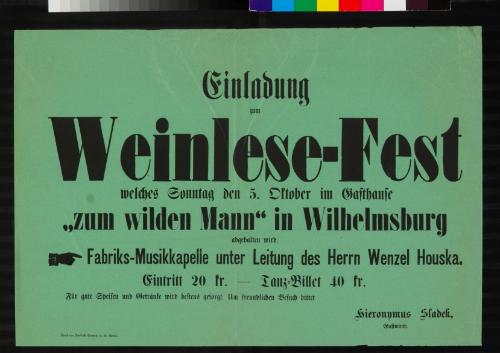 Einladung
zum
Weinlese-Fest
welches Sonntag den 5. Oktober im Gasthause
„zum wilden Mann“ in Wilhelmsburg
abgehalten wird.
Fabriks-Musikkapelle unter Leitung des Herrn Wenzel Houska.
Eintritt 20 kr. — Tanz-Billet 40 kr.
Für gute Speisen und Getränke wird bestens gesorgt. Um freundlichen Besuch bittet
Hieronymus Sladek,
Gastwirth.